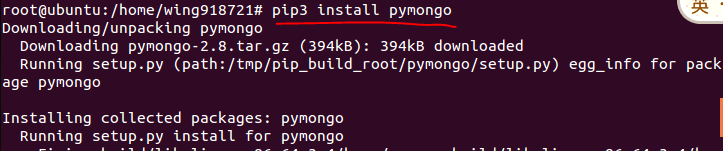 英
root@ubuntu:/home/wing918721# pip3 install pymongo
Downloading/unpacking pymongo
  Downloading pymongo-2.8.tar.gz (394kB): 394kB downloaded
  Running setup.py (path:/tmp/pip_build_root/pymongo/setup.py) egg_info for pack
age pymongo

Installing collected packages: pymongo
  Running setup.py install for pymongo